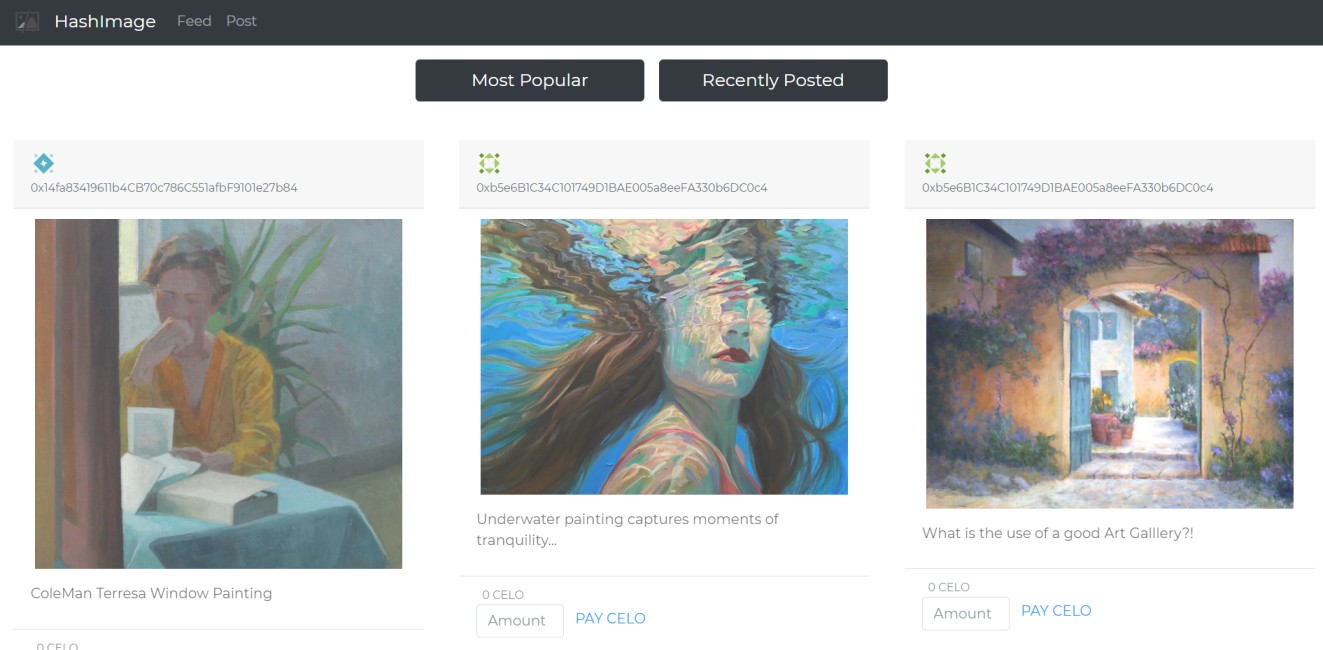 HashImage Feed Post
Most Popular Recently Posted
0x14fa83419611b4CB70c786C551afbF9101e27b84
ColeMan Terresa Window Painting
0 CELO
0xb5e6B1C34C101749D1BAE005a8eeFA330b6DC0c4
Underwater painting captures moments of
tranquility...
0 CELO
Amount PAY CELO
0xb5e6B1C34C101749D1BAE005a8eeFA330b6DC0c4
What is the use of a good Art Galllery?!
0 CELO
Amount PAY CELO